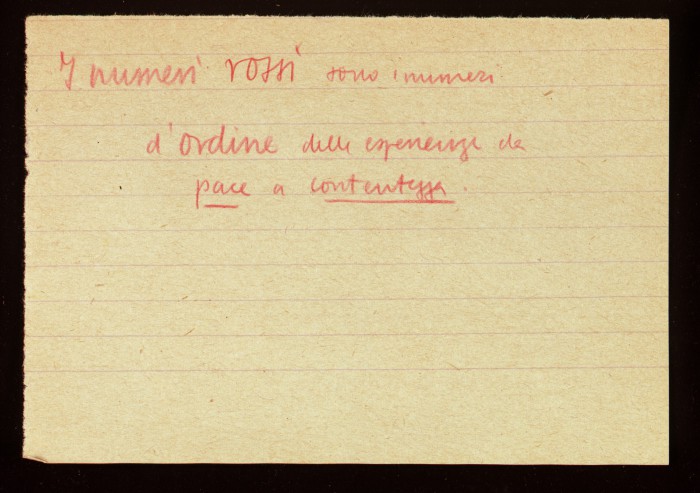 I numeri rossi sono i numeri
d'ordine delle esperienze da
pace a contentezza.